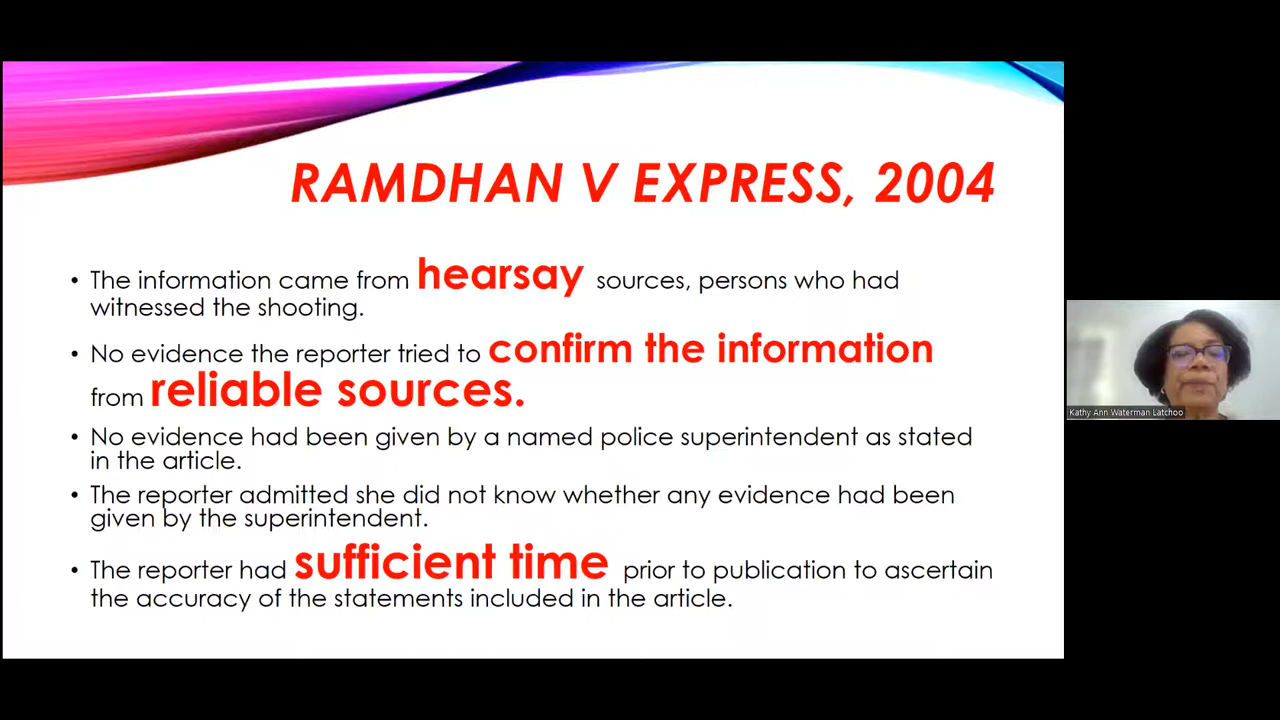 RAMDHAN V EXPRESS, 2004
• The information came from hearsay sources, persons who had
witnessed the shooting.
• No evidence the reporter tried to confirm the information
from reliable sources.
• No evidence had been given by a named police superintendent as stated
in the article.
• The reporter admitted she did not know whether any evidence had been
given by the superintendent.
• The reporter had sufficient time prior to publication to ascertain
the accuracy of the statements included in the article.
Kathy Ann Waterman Latchoo